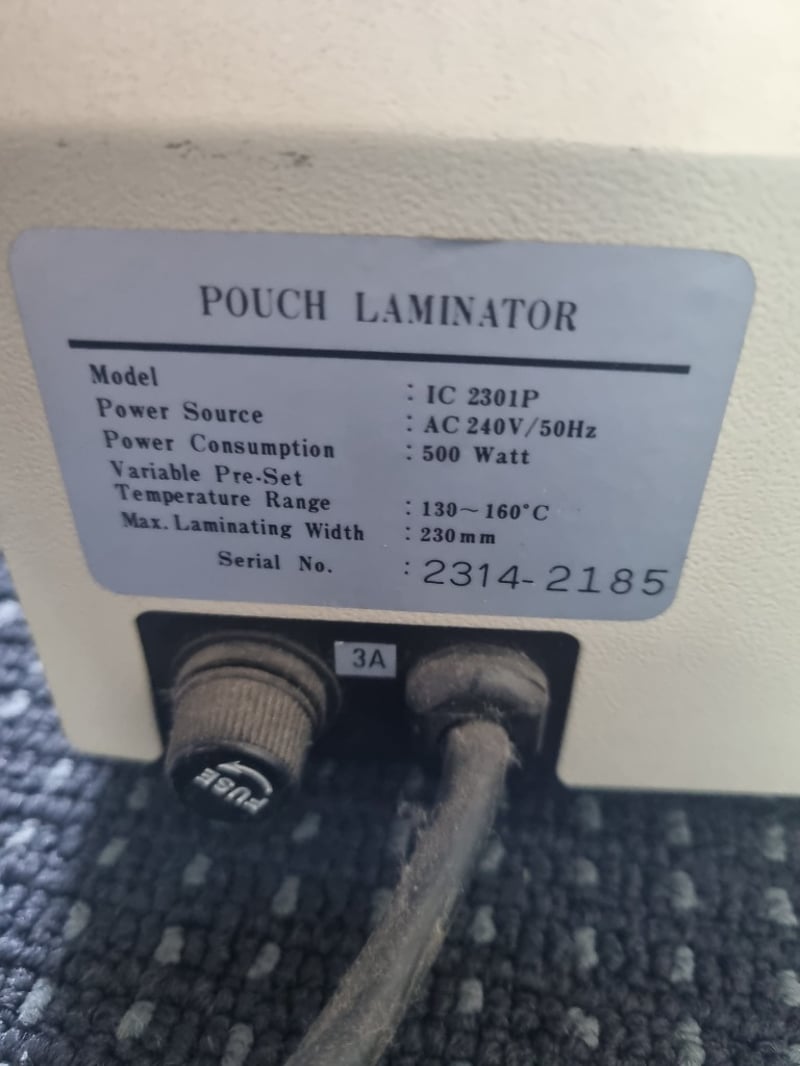 POUCH LAMINATOR
Model : IC 2301P
Power Source : AC 240V/50Hz
Power Consumption : 500 Watt
Variable Pre-Set
Temperature Range : 130~160°C
Max. Laminating Width : 230mm
Serial No. : 2314-2185
3A
FUSE